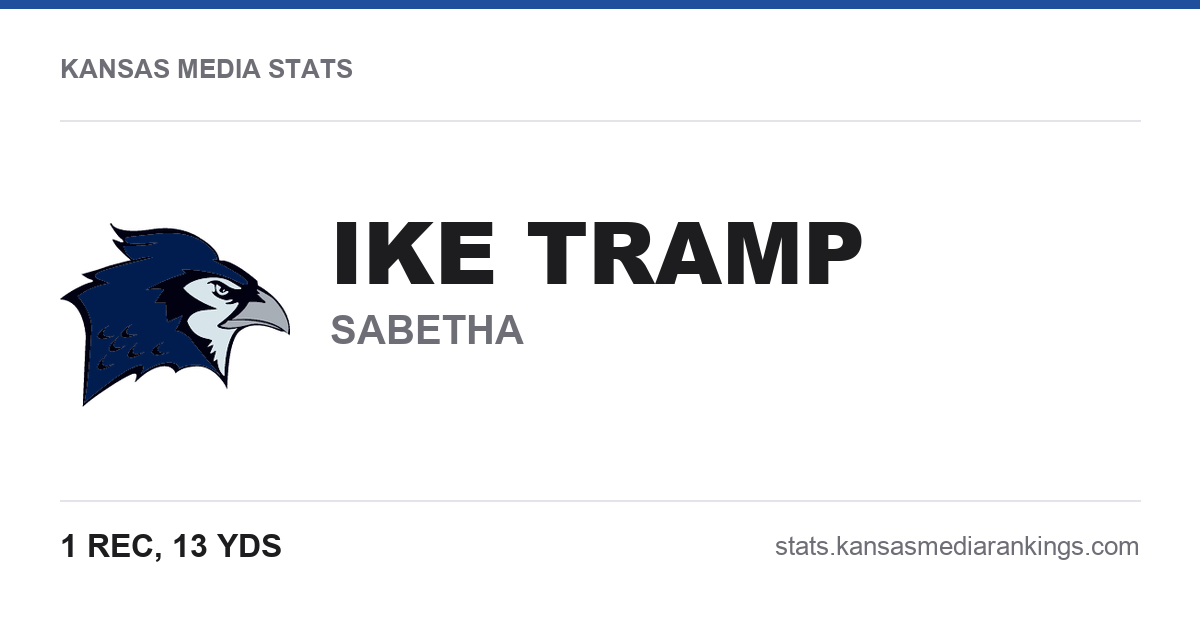 KANSAS MEDIA STATS
IKE TRAMP
SABETHA
1 REC, 13 YDS
stats.kansasmediarankings.com